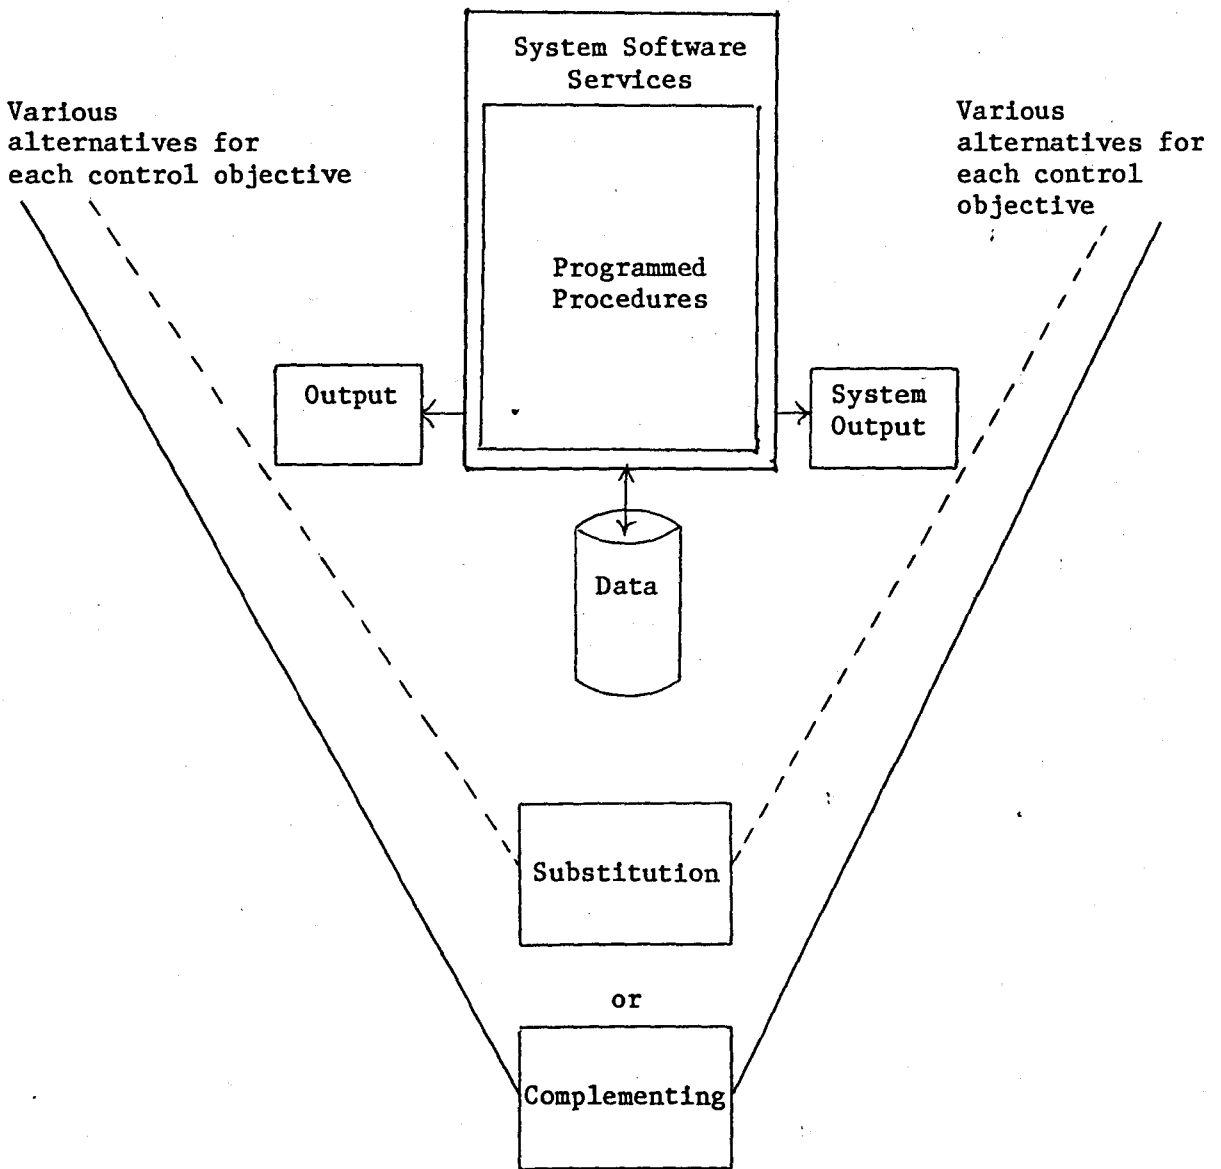 System Software
Services
Various
alternatives for
each control objective
Various
alternatives for
each control
objective
Programmed
Procedures
Output
System
Output
Data
Substitution
or
Complementing